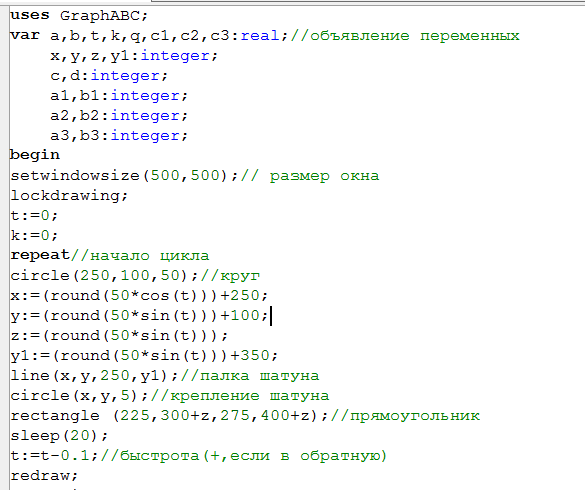 uses GraphABC;
var a,b,t,k,q,c1,c2,c3:real;//объявление переменных
x,y,z,y1:integer;
c,d:integer;
a1,b1:integer;
a2,b2:integer;
a3,b3:integer;
begin
setwindowsize(500,500);// размер окна
lockdrawing;
t:=0;
k:=0;
repeat//начало цикла
circle(250,100,50);//круг
x:=(round(50*cos(t)))+250;
y:=(round(50*sin(t)))+100;
z:=(round(50*sin(t)));
y1:=(round(50*sin(t)))+350;
line(x,y,250,y1);//палка шатуна
circle(x,y,5);//крепление шатуна
rectangle (225,300+z,275,400+z);//прямоугольник
sleep(20);
t:=t-0.1;//быстрота(+,если в обратную)
redraw;